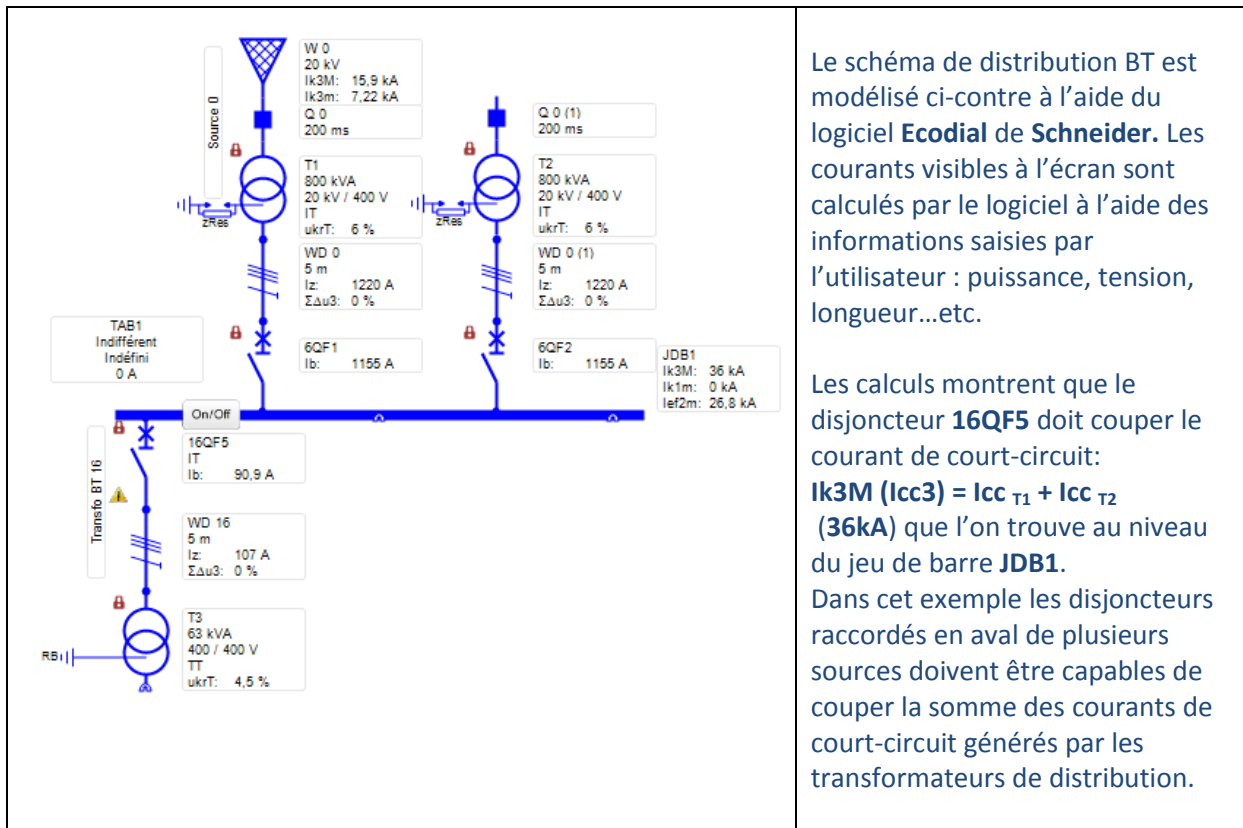 W 0
20 kV
Ik3M: 15,9 kA
Ik3m: 7,22 kA
Q 0
200 ms
Source 0
T1
800 kVA
20 kV / 400 V
IT
ukrT: 6 %
zRes
WD 0
5 m
Iz: 1220 A
ΣΔu3: 0 %
6QF1
Ib: 1155 A
Q 0 (1)
200 ms
T2
800 kVA
20 kV / 400 V
IT
ukrT: 6 %
zRes
WD 0 (1)
5 m
Iz: 1220 A
ΣΔu3: 0 %
6QF2
Ib: 1155 A
TAB1
Indifférent
Indéfini
0 A
JDB1
Ik3M: 36 kA
Ik1m: 0 kA
Ief2m: 26,8 kA
On/Off
16QF5
IT
Ib: 90,9 A
Transfo BT 16
WD 16
5 m
Iz: 107 A
ΣΔu3: 0 %
T3
63 kVA
400 / 400 V
TT
ukrT: 4,5 %
RB
Le schéma de distribution BT est
modélisé ci-contre à l’aide du
logiciel Ecodial de Schneider. Les
courants visibles à l’écran sont
calculés par le logiciel à l’aide des
informations saisies par
l’utilisateur : puissance, tension,
longueur…etc.
Les calculs montrent que le
disjoncteur 16QF5 doit couper le
courant de court-circuit:
Ik3M (Icc3) = Icc T1 + Icc T2
(36kA) que l’on trouve au niveau
du jeu de barre JDB1.
Dans cet exemple les disjoncteurs
raccordés en aval de plusieurs
sources doivent être capables de
couper la somme des courants de
court-circuit générés par les
transformateurs de distribution.